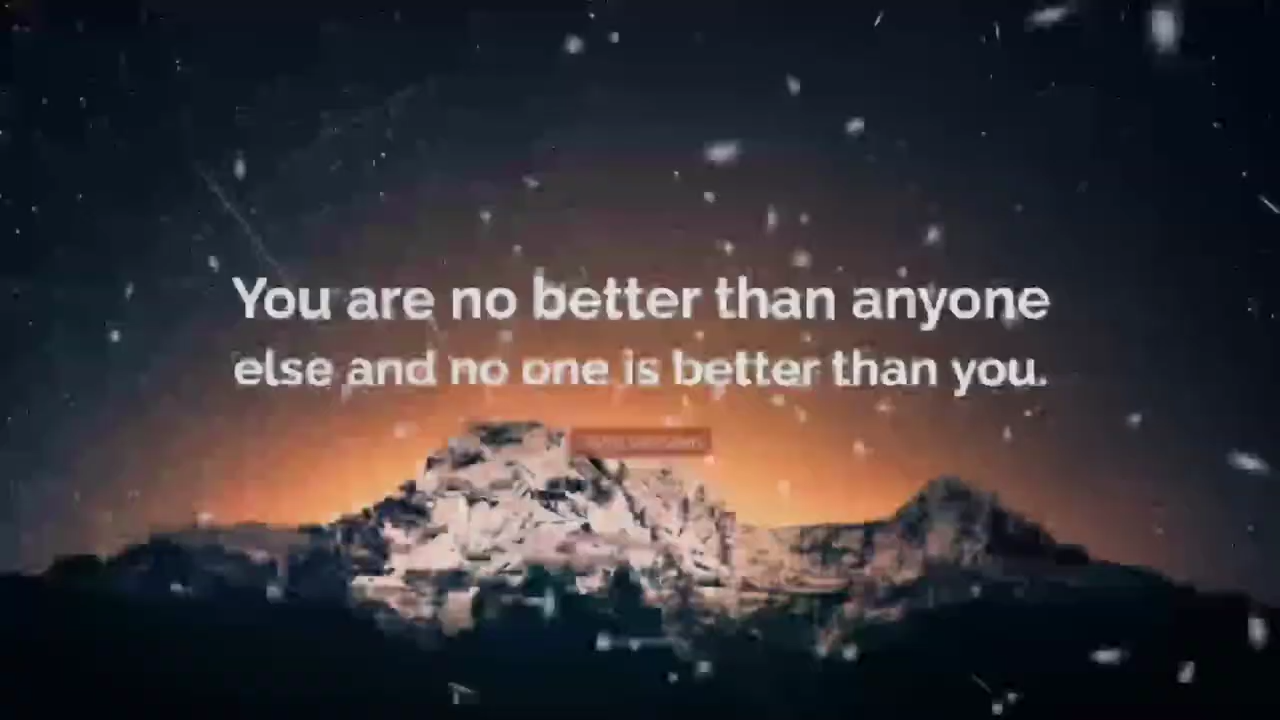 You are no better than anyone
else and no one is better than you.